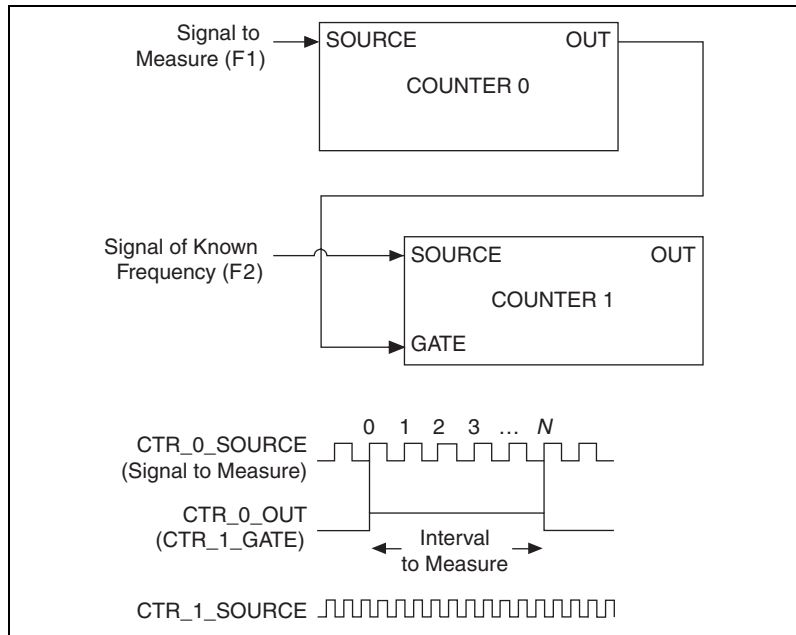 Signal to
Measure (F1)
SOURCE OUT
COUNTER 0
Signal of Known
Frequency (F2)
SOURCE OUT
COUNTER 1
GATE
0 1 2 3 … N
CTR_0_SOURCE
(Signal to Measure)
CTR_0_OUT
(CTR_1_GATE)
Interval
to Measure
CTR_1_SOURCE